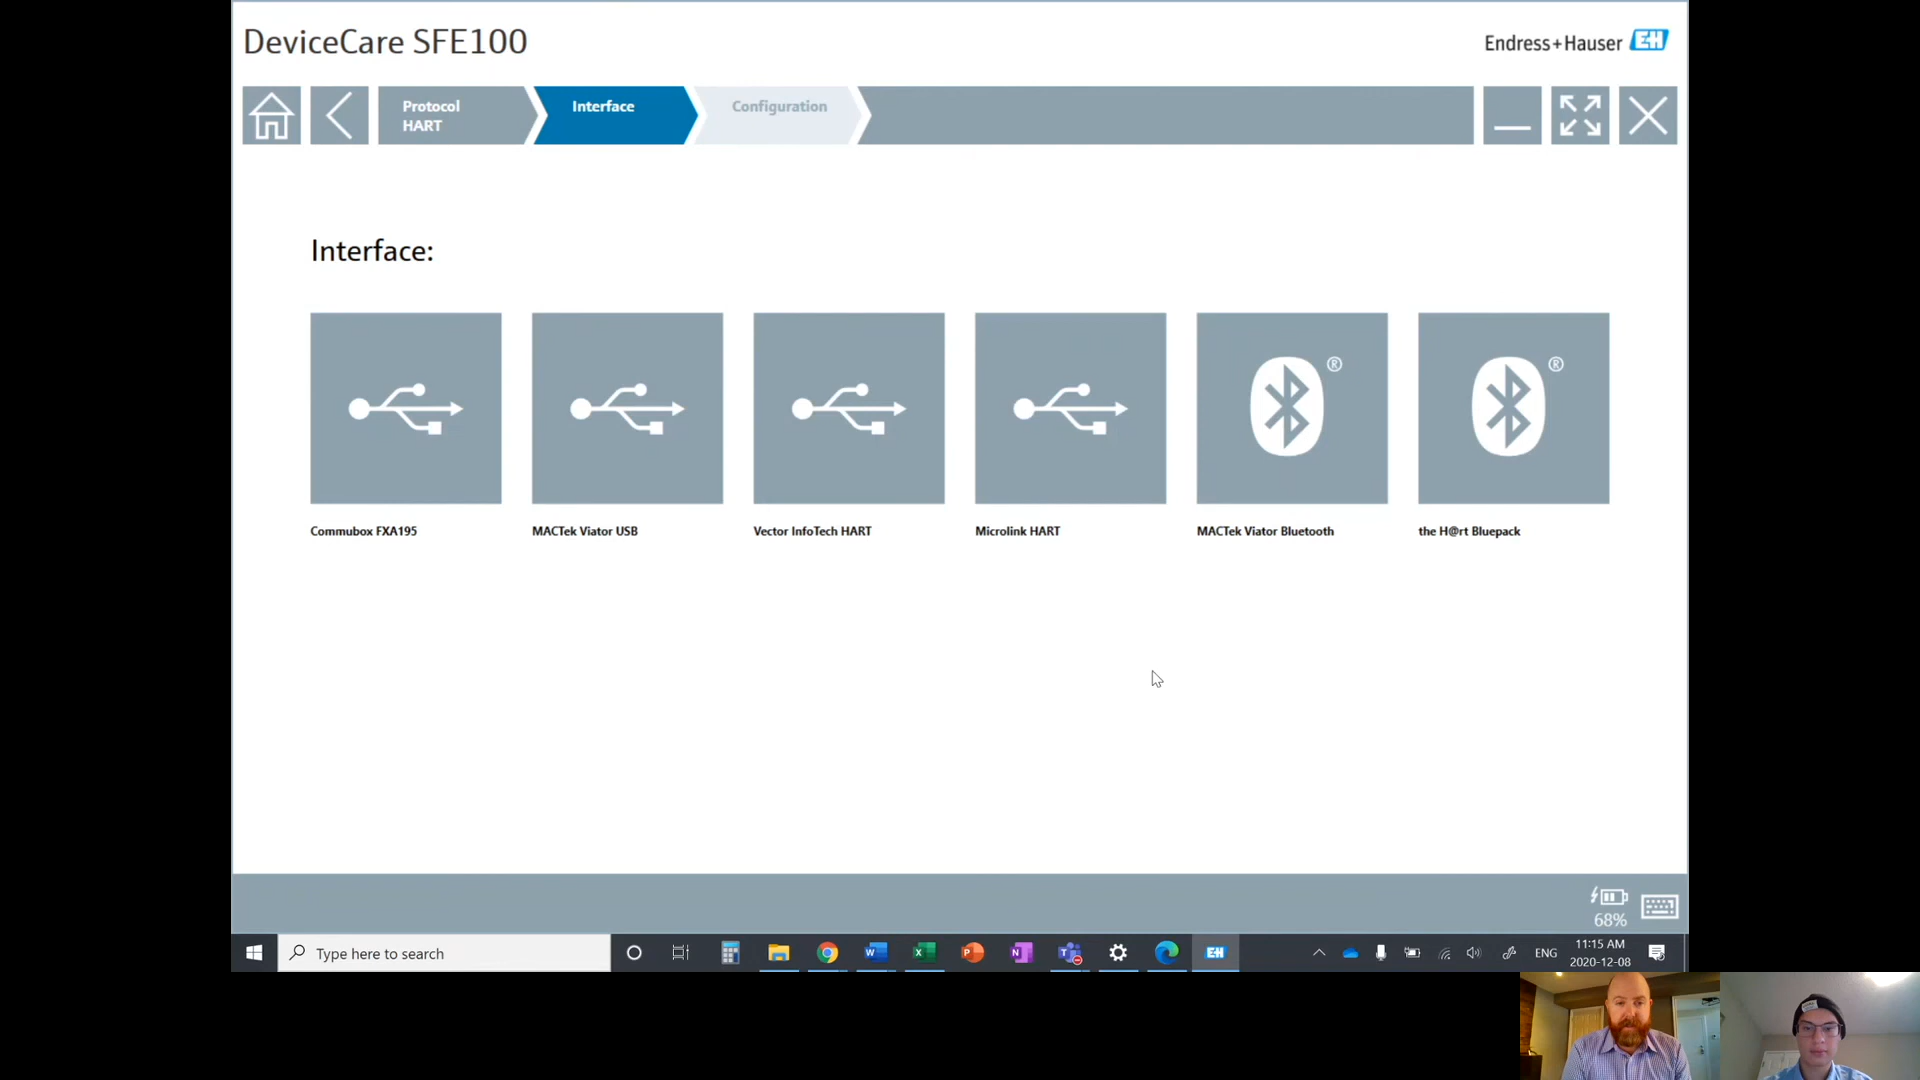 DeviceCare SFE100
Endress+Hauser EH
Protocol
HART
Interface
Configuration
Interface:
®
®
Commubox FXA195
MACTek Viator USB
Vector InfoTech HART
Microlink HART
MACTek Viator Bluetooth
the H@rt Bluepack
68%
Type here to search
ENG
11:15 AM
2020-12-08